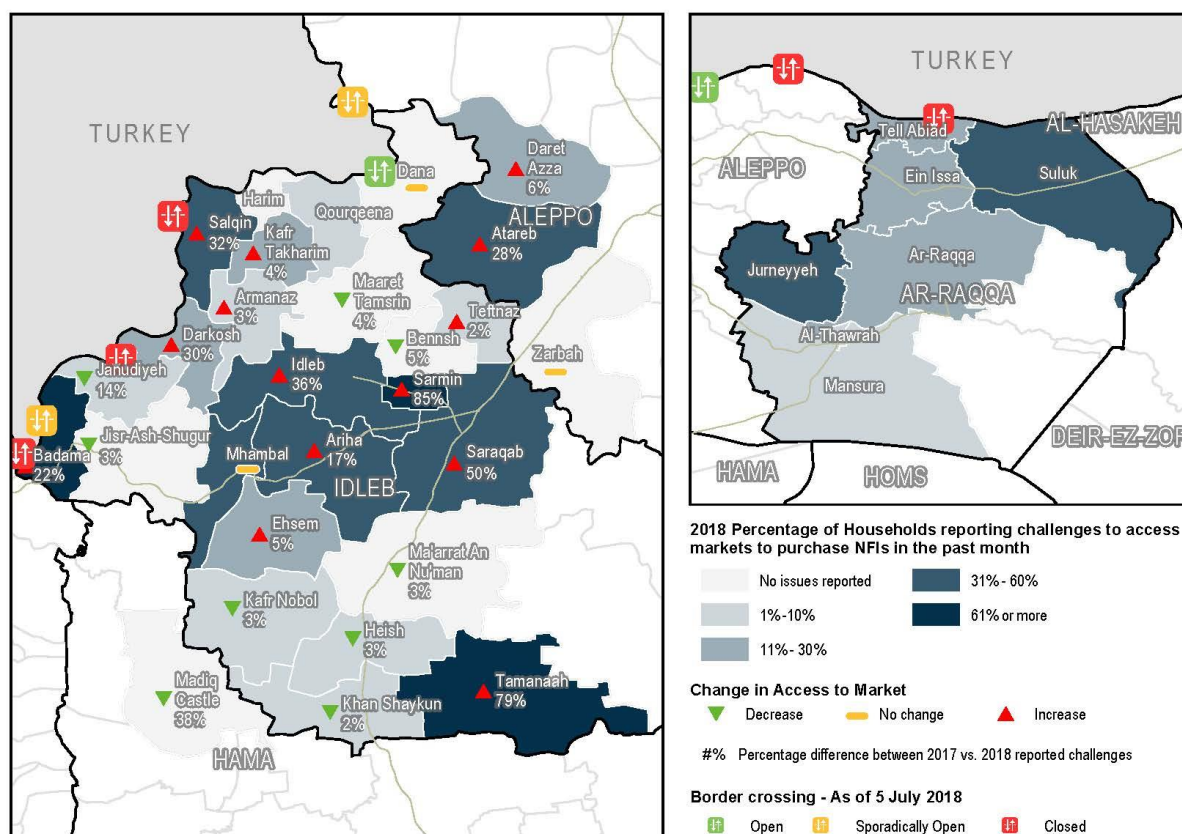 TURKEY
Dana
Daret
Azza
6%
ALEPPO
Harim
Qourqeena
Salqin
32%
Kafr
Takharim
4%
Atareb
28%
Armanaz
3%
Maaret
Tamsrin
4%
Teftnaz
2%
Darkosh
30%
Bennsh
5%
Zarbah
Janudiyeh
14%
Idleb
36%
Sarmin
85%
Jisr-Ash-Shugur
3%
Badama
22%
Mhambal
Ariha
17%
Saraqab
50%
IDLEB
Ehsem
5%
Ma'arrat An
Nu'man
3%
Kafr Nobol
3%
Heish
3%
Madiq
Castle
38%
Khan Shaykun
2%
Tamanaah
79%
HAMA
TURKEY
Tell Abiad
AL-HASAKEH
ALEPPO
Ein Issa
Suluk
Jurneyyeh
Ar-Raqqa
AR-RAQQA
Al-Thawrah
Mansura
DEIR-EZ-ZOR
HAMA
HOMS
2018 Percentage of Households reporting challenges to access
markets to purchase NFIs in the past month
No issues reported
31%- 60%
1%-10%
61% or more
11%- 30%
Change in Access to Market
Decrease
No change
Increase
#% Percentage difference between 2017 vs. 2018 reported challenges
Border crossing - As of 5 July 2018
Open
Sporadically Open
Closed